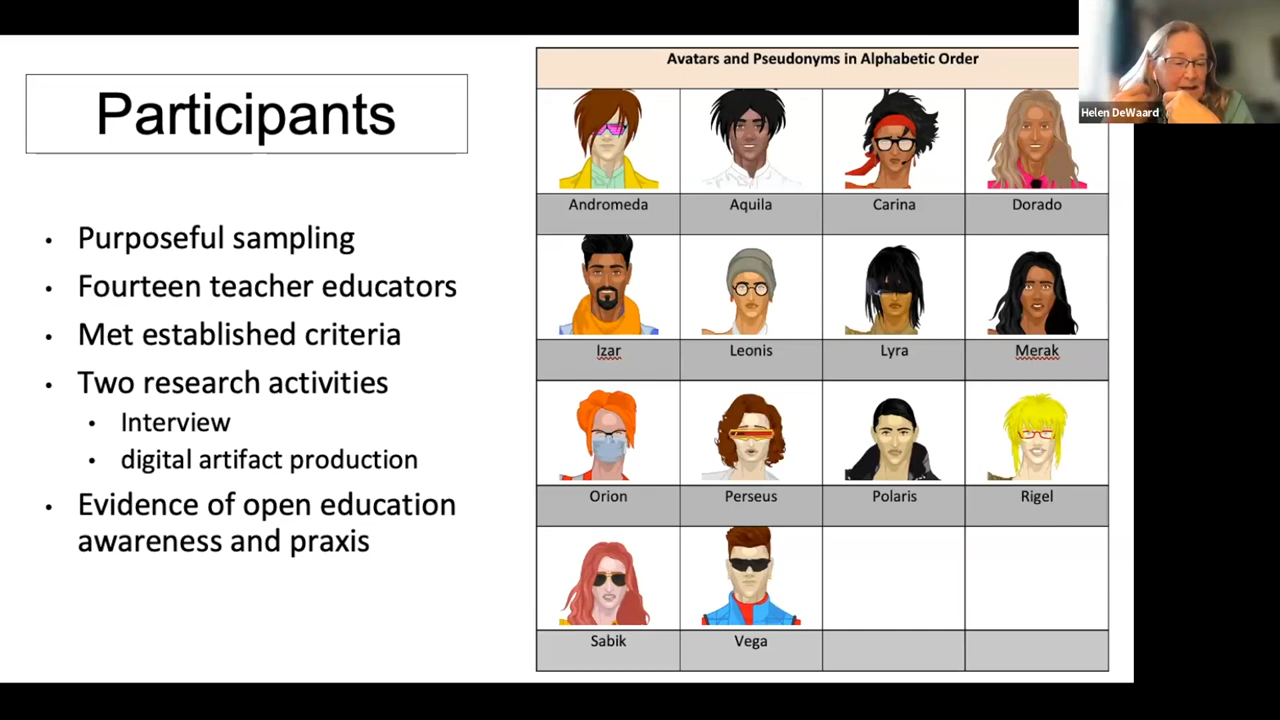 Participants
• Purposeful sampling
• Fourteen teacher educators
• Met established criteria
• Two research activities
• Interview
• digital artifact production
• Evidence of open education
awareness and praxis
Avatars and Pseudonyms in Alphabetic Order
Andromeda Aquila Carina Dorado
Izar Leonis Lyra Merak
Orion Perseus Polaris Rigel
Sabik Vega
Helen DeWaard